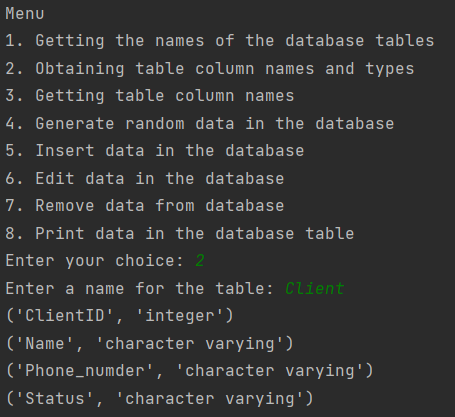 Menu
1. Getting the names of the database tables
2. Obtaining table column names and types
3. Getting table column names
4. Generate random data in the database
5. Insert data in the database
6. Edit data in the database
7. Remove data from database
8. Print data in the database table
Enter your choice: 2
Enter a name for the table: Client
('ClientID', 'integer')
('Name', 'character varying')
('Phone_numder', 'character varying')
('Status', 'character varying')